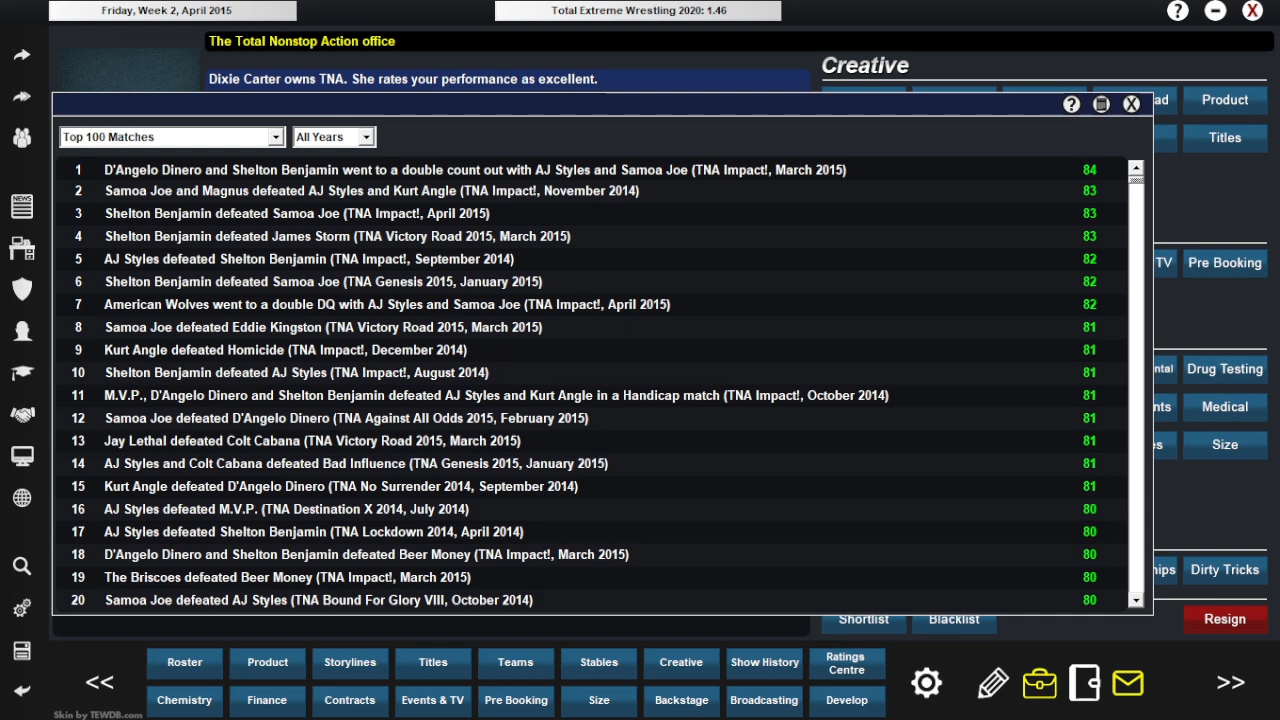 Friday, Week 2, April 2015
Total Extreme Wrestling 2020: 1.46
The Total Nonstop Action office
Dixie Carter owns TNA. She rates your performance as excellent.
Creative
ad
Product
Titles
Top 100 Matches
All Years
1 D'Angelo Dinero and Shelton Benjamin went to a double count out with AJ Styles and Samoa Joe (TNA Impact!, March 2015) 84
2 Samoa Joe and Magnus defeated AJ Styles and Kurt Angle (TNA Impact!, November 2014) 83
3 Shelton Benjamin defeated Samoa Joe (TNA Impact!, April 2015) 83
4 Shelton Benjamin defeated James Storm (TNA Victory Road 2015, March 2015) 83
5 AJ Styles defeated Shelton Benjamin (TNA Impact!, September 2014) 82
6 Shelton Benjamin defeated Samoa Joe (TNA Genesis 2015, January 2015) 82
7 American Wolves went to a double DQ with AJ Styles and Samoa Joe (TNA Impact!, April 2015) 82
8 Samoa Joe defeated Eddie Kingston (TNA Victory Road 2015, March 2015) 81
9 Kurt Angle defeated Homicide (TNA Impact!, December 2014) 81
10 Shelton Benjamin defeated AJ Styles (TNA Impact!, August 2014) 81
11 M.V.P., D'Angelo Dinero and Shelton Benjamin defeated AJ Styles and Kurt Angle in a Handicap match (TNA Impact!, October 2014) 81
12 Samoa Joe defeated D'Angelo Dinero (TNA Against All Odds 2015, February 2015) 81
13 Jay Lethal defeated Colt Cabana (TNA Victory Road 2015, March 2015) 81
14 AJ Styles and Colt Cabana defeated Bad Influence (TNA Genesis 2015, January 2015) 81
15 Kurt Angle defeated D'Angelo Dinero (TNA No Surrender 2014, September 2014) 81
16 AJ Styles defeated M.V.P. (TNA Destination X 2014, July 2014) 80
17 AJ Styles defeated Shelton Benjamin (TNA Lockdown 2014, April 2014) 80
18 D'Angelo Dinero and Shelton Benjamin defeated Beer Money (TNA Impact!, March 2015) 80
19 The Briscoes defeated Beer Money (TNA Impact!, March 2015) 80
20 Samoa Joe defeated AJ Styles (TNA Bound For Glory VIII, October 2014) 80
TV
Pre Booking
ntal
Drug Testing
nts
Medical
es
Size
hips
Dirty Tricks
Shortlist
Blacklist
Resign
NEWS
<< Roster Product Storylines Titles Teams Stables Creative Show History Ratings Centre >>
Chemistry Finance Contracts Events & TV Pre Booking Size Backstage Broadcasting Develop
Skin by TEWDB.com